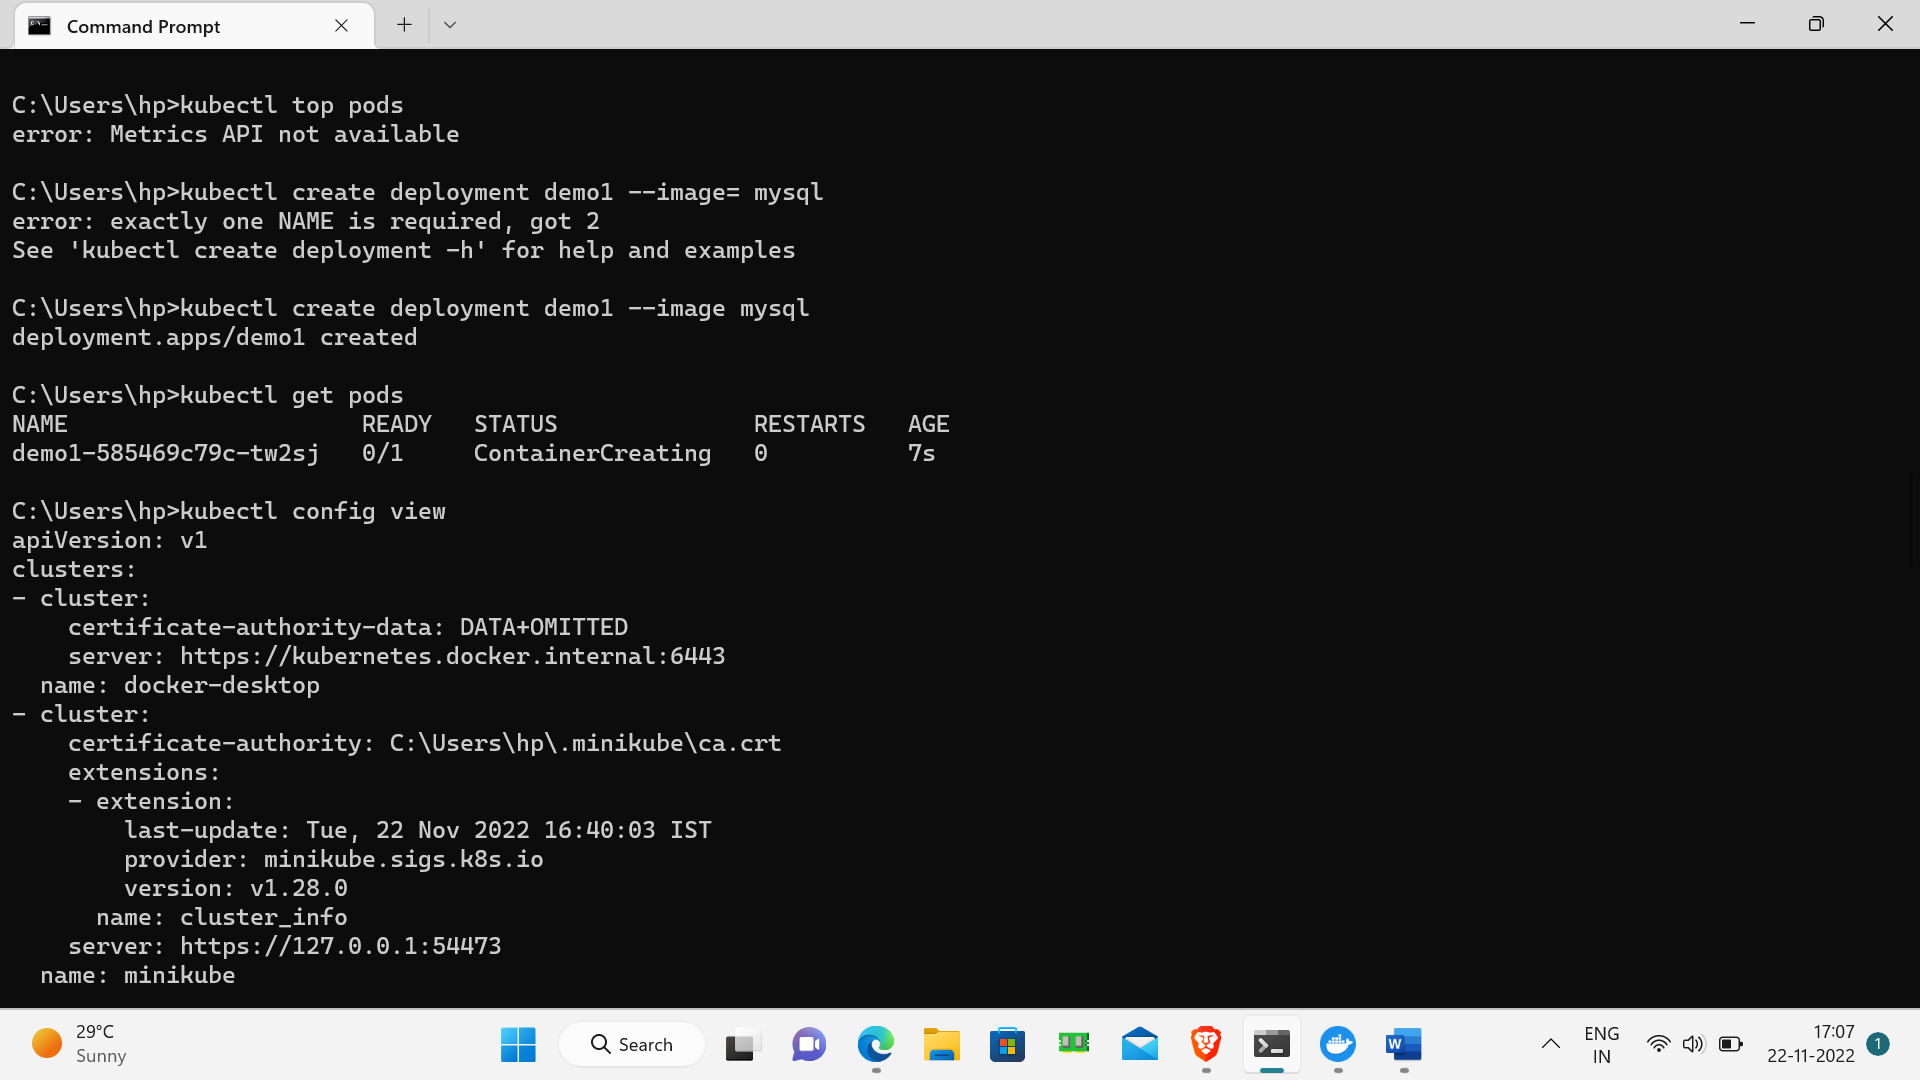 Command Prompt
C:\Users\hp>kubectl top pods
error: Metrics API not available
C:\Users\hp>kubectl create deployment demo1 --image= mysql
error: exactly one NAME is required, got 2
See 'kubectl create deployment -h' for help and examples
C:\Users\hp>kubectl create deployment demo1 --image mysql
deployment.apps/demo1 created
C:\Users\hp>kubectl get pods
NAME                     READY   STATUS              RESTARTS   AGE
demo1-585469c79c-tw2sj   0/1     ContainerCreating   0          7s
C:\Users\hp>kubectl config view
apiVersion: v1
clusters:
- cluster:
    certificate-authority-data: DATA+OMITTED
    server: https://kubernetes.docker.internal:6443
  name: docker-desktop
- cluster:
    certificate-authority: C:\Users\hp\.minikube\ca.crt
    extensions:
    - extension:
        last-update: Tue, 22 Nov 2022 16:40:03 IST
        provider: minikube.sigs.k8s.io
        version: v1.28.0
      name: cluster_info
    server: https://127.0.0.1:54473
  name: minikube
29°C
Sunny
Search
W
ENG
IN
17:07
22-11-2022
1